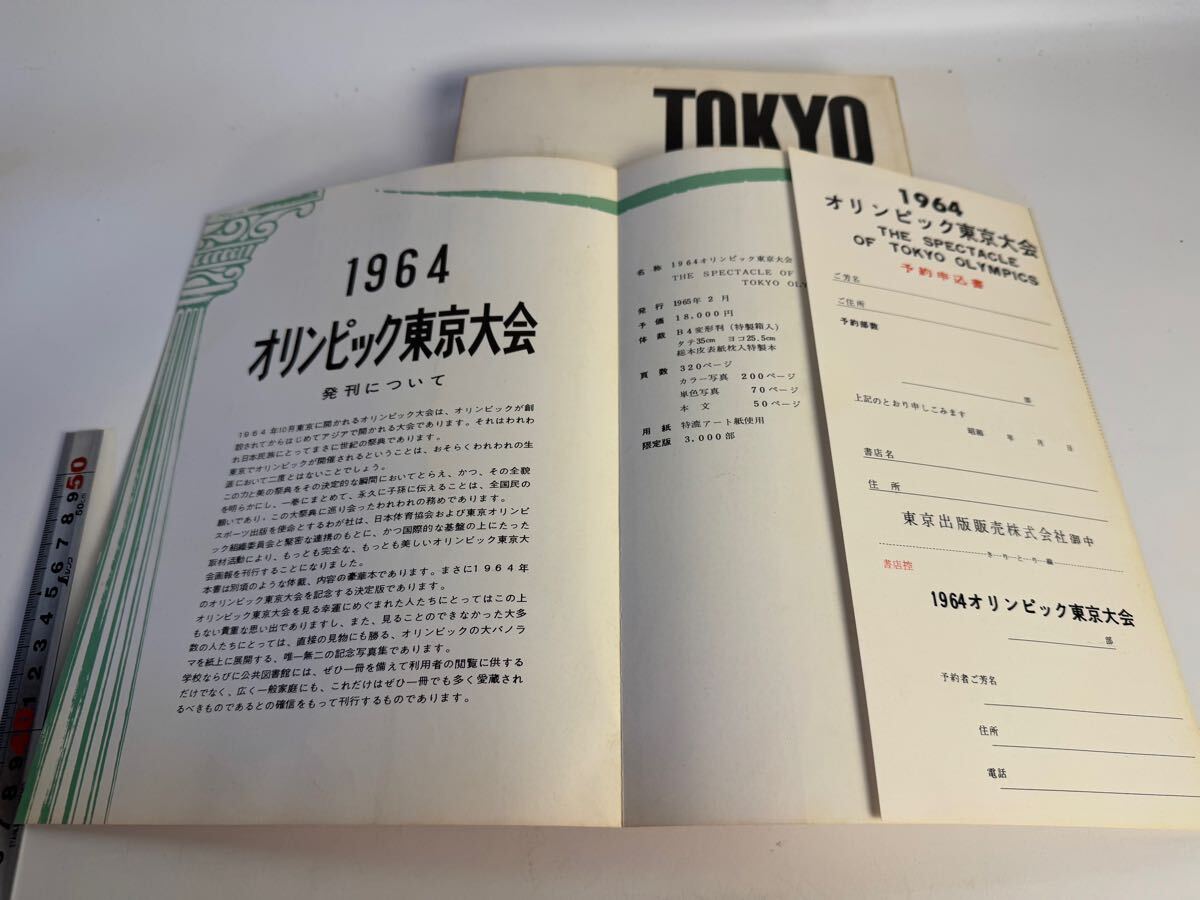 TOKYO
1964
オリンピック東京大会
発刊について
1964年10月東京に開かれるオリンピック大会は、オリンピックが創
設されてからはじめてアジアで開かれる大会であります。それはわれわ
れ日本民族にとってまさに世紀の祭典であります。
東京でオリンピックが開催されるということは、おそらくわれわれの生
涯において二度とはないことでしょう。
この力と美の祭典をその決定的な瞬間においてとらえ、かつ、その全貌
を明らかにし、一巻にまとめて、永久に子孫に伝えることは、全国民の
願いであり、この大祭典に巡り会ったわれわれの務めであります。
スポーツ出版を使命とするわが社は、日本体育協会および東京オリンピ
ック組織委員会と緊密な連携のもとに、かつ国際的な基盤の上にたった
取材活動により、もっとも完全な、もっとも美しいオリンピック東京大
会画報を刊行することになりました。
本書は別項のような体裁、内容の豪華本であります。まさに1964年
のオリンピック東京大会を記念する決定版であります。
オリンピック東京大会を見る幸運にめぐまれた人たちにとってはこの上
もない貴重な思い出でありますし、また、見ることのできなかった大多
数の人たちにとっては、直接の見物にも勝る、オリンピックの大パノラ
マを紙上に展開する、唯一無二の記念写真集であります。
学校ならびに公共図書館には、ぜひ一冊を備えて利用者の閲覧に供する
だけでなく、広く一般家庭にも、これだけはぜひ一冊でも多く愛蔵され
るべきものであるとの確信をもって刊行するものであります。
名称 1964オリンピック東京大会
THE SPECTACLE OF
TOKYO OLY
発行 1965年2月
予価 18,000円
体裁 B4変形判(特製箱入)
タテ35cm ヨコ25.5cm
総本皮表紙枕入特製本
頁数 320ページ
カラー写真 200ページ
単色写真 70ページ
本文 50ページ
用紙 特漉アート紙使用
限定版 3,000部
1964
オリンピック東京大会
THE SPECTACLE
OF TOKYO OLYMPICS
予約申込書
ご芳名
ご住所
予約部数
部
上記のとおり申しこみます
昭和 年 月 日
書店名
住所
東京出版販売株式会社御中
き・り・と・り・線
書店控
1964オリンピック東京大会
部
予約者ご芳名
住所
電話